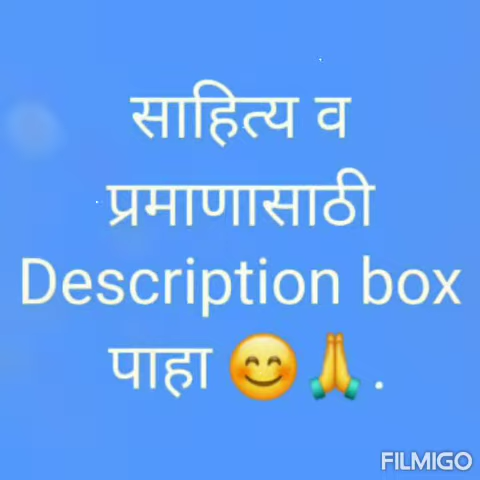 साहित्य व
प्रमाणासाठी
Description box
पाहा 😊🙏.
FILMIGO